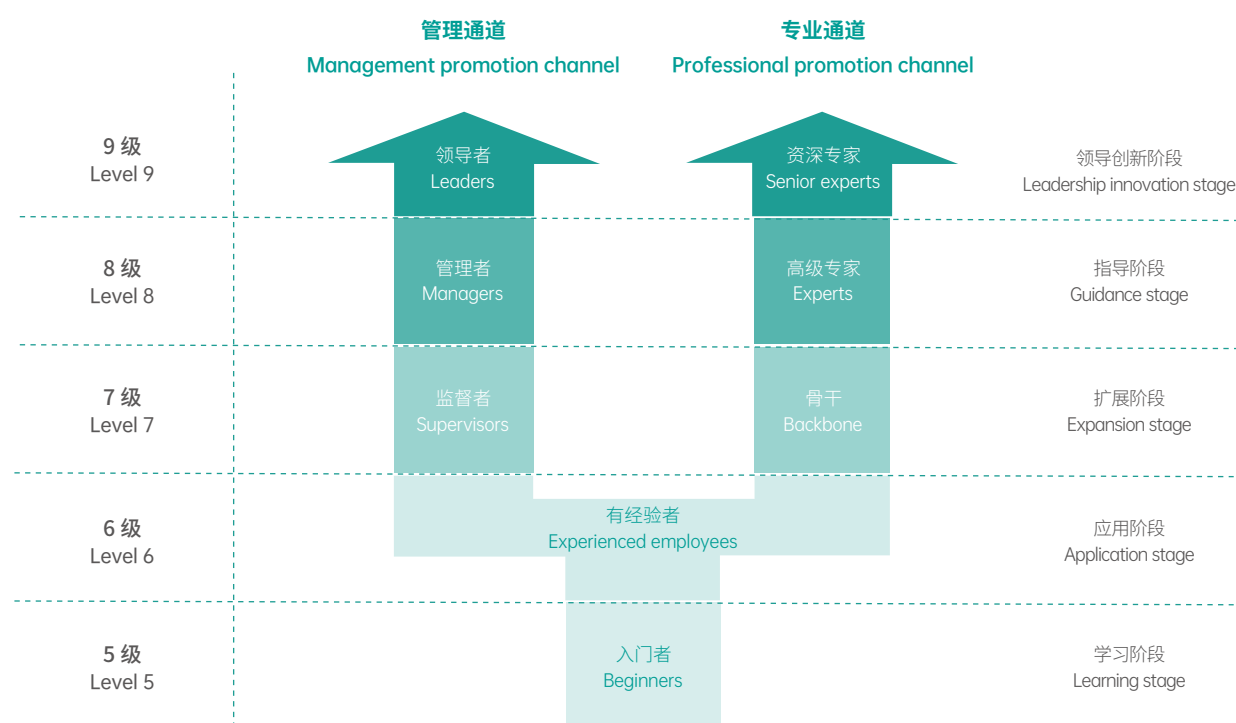 管理通道
Management promotion channel
专业通道
Professional promotion channel
9 级
Level 9
领导者
Leaders
资深专家
Senior experts
领导创新阶段
Leadership innovation stage
8 级
Level 8
管理者
Managers
高级专家
Experts
指导阶段
Guidance stage
7 级
Level 7
监督者
Supervisors
骨干
Backbone
扩展阶段
Expansion stage
6 级
Level 6
有经验者
Experienced employees
应用阶段
Application stage
5 级
Level 5
入门者
Beginners
学习阶段
Learning stage